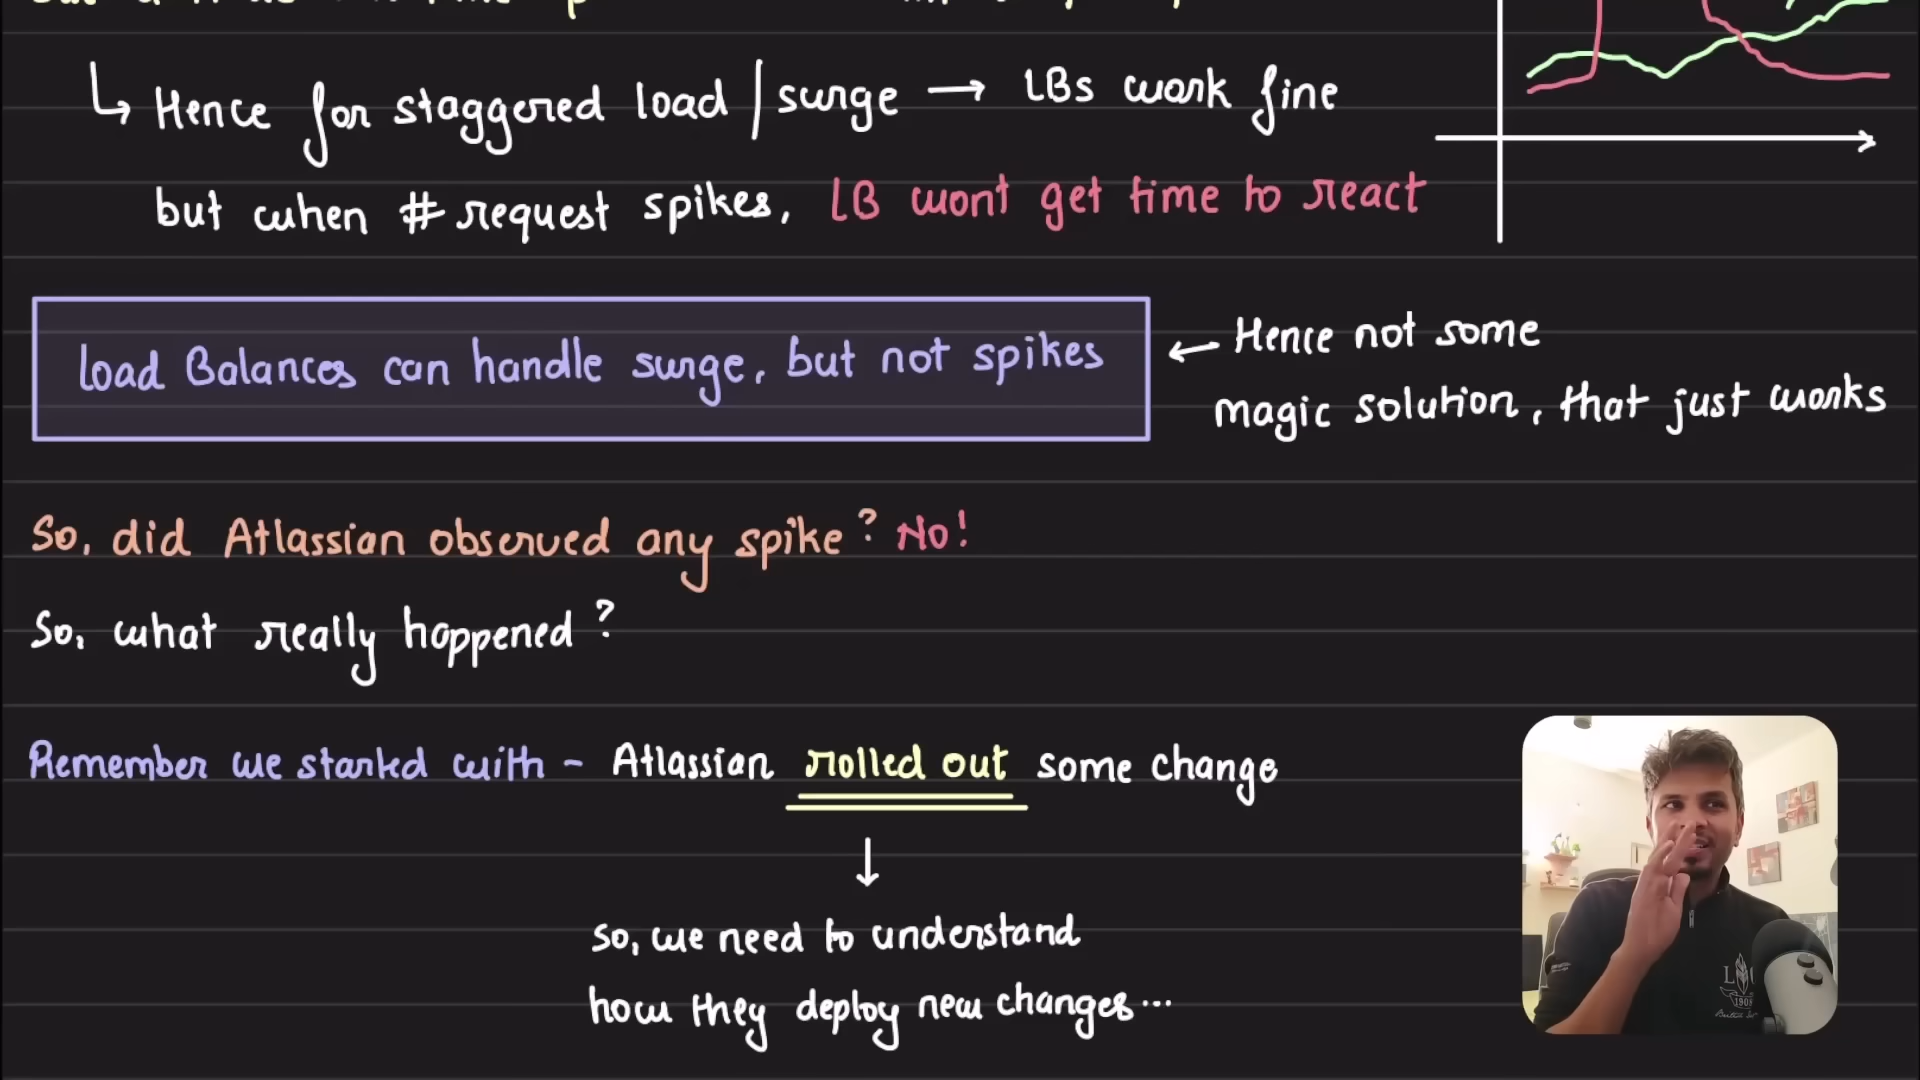 Hence for staggered load / surge → LBs work fine
but when # request spikes, LB wont get time to react
load Balances can handle surge, but not spikes
← Hence not some
magic solution, that just works
So, did Atlassian observed any spike? No!
So, what really happened?
Remember we started with - Atlassian rolled out some change
↓
so, we need to understand
how they deploy new changes...
L
1908